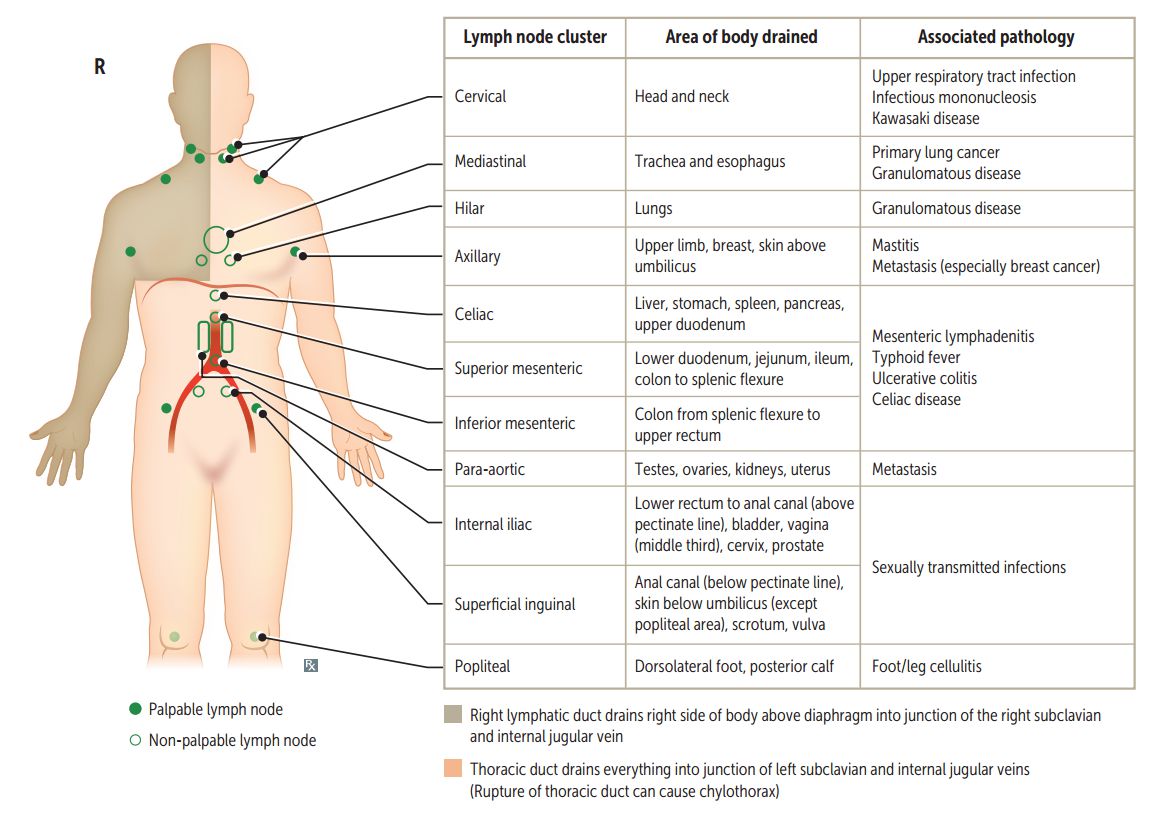 R
Lymph node cluster
Area of body drained
Associated pathology
Cervical
Head and neck
Upper respiratory tract infection
Infectious mononucleosis
Kawasaki disease
Mediastinal
Trachea and esophagus
Primary lung cancer
Granulomatous disease
Hilar
Lungs
Granulomatous disease
Axillary
Upper limb, breast, skin above
umbilicus
Mastitis
Metastasis (especially breast cancer)
Celiac
Liver, stomach, spleen, pancreas,
upper duodenum
Mesenteric lymphadenitis
Typhoid fever
Ulcerative colitis
Celiac disease
Superior mesenteric
Lower duodenum, jejunum, ileum,
colon to splenic flexure
Inferior mesenteric
Colon from splenic flexure to
upper rectum
Para-aortic
Testes, ovaries, kidneys, uterus
Metastasis
Internal iliac
Lower rectum to anal canal (above
pectinate line), bladder, vagina
(middle third), cervix, prostate
Sexually transmitted infections
Superficial inguinal
Anal canal (below pectinate line),
skin below umbilicus (except
popliteal area), scrotum, vulva
Popliteal
Dorsolateral foot, posterior calf
Foot/leg cellulitis
Rx
Palpable lymph node
Non-palpable lymph node
Right lymphatic duct drains right side of body above diaphragm into junction of the right subclavian
and internal jugular vein
Thoracic duct drains everything into junction of left subclavian and internal jugular veins
(Rupture of thoracic duct can cause chylothorax)